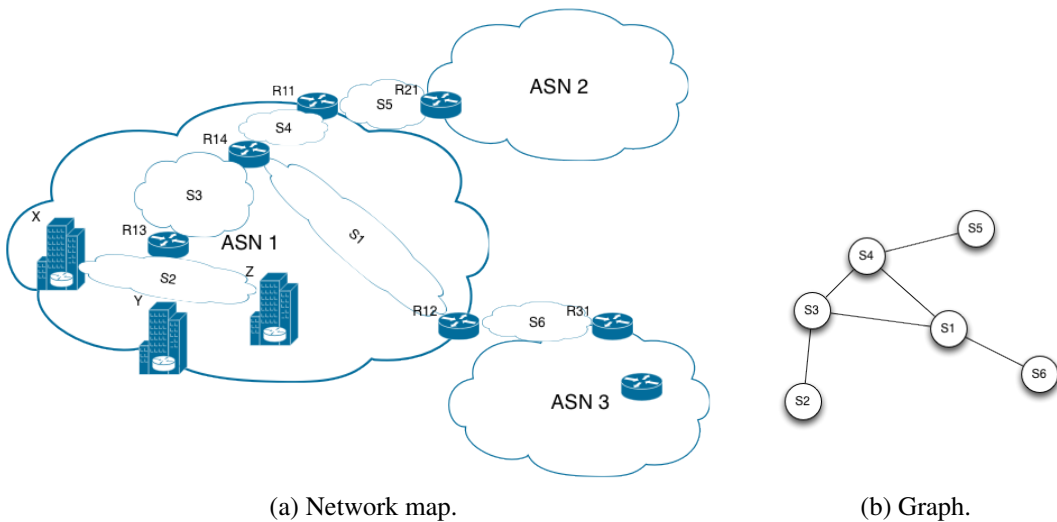 ASN 2
R11
R21
S5
S4
R14
S3
X
R13
ASN 1
S1
S2
Z
Y
R12
S6
R31
ASN 3
(a) Network map.
S5
S4
S3
S1
S6
S2
(b) Graph.